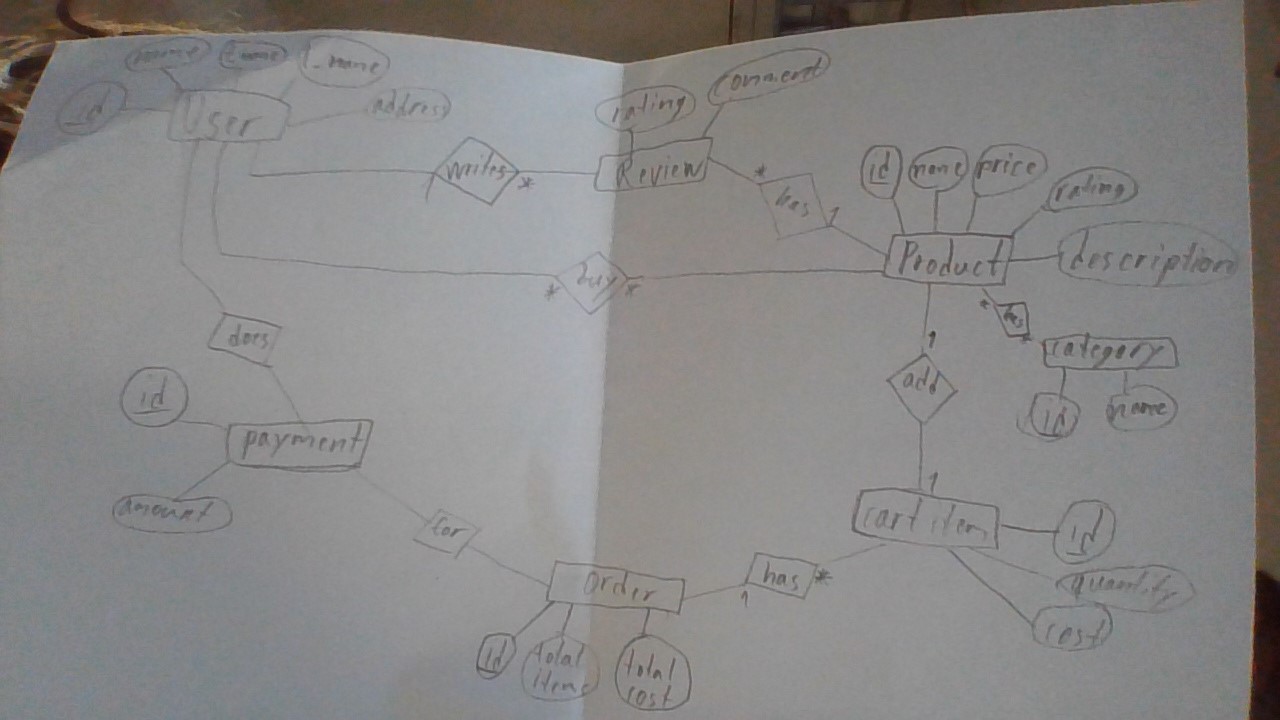 l_name
id
address
User
comment
rating
writes
*
Review
*
has
1
id
name
price
rating
Product
description
buy
*
*
*
has
*
category
id
name
does
1
add
1
id
payment
amount
for
cart item
id
quantity
cost
order
1
has
*
id
total
items
total
cost